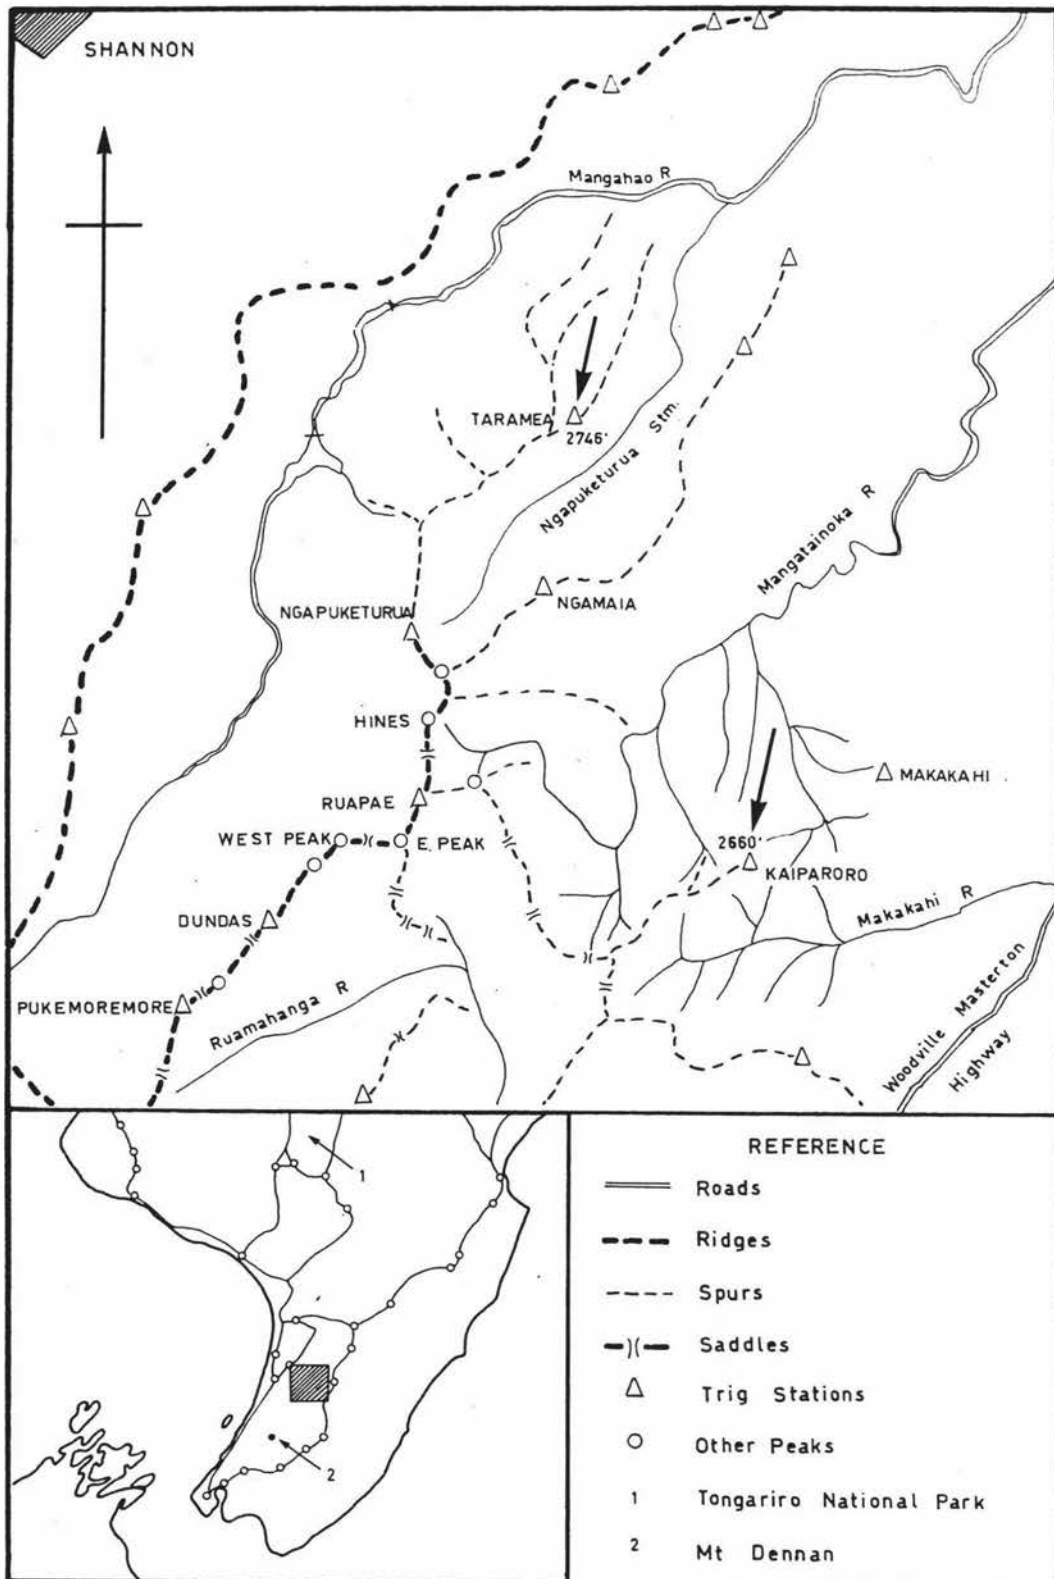 SHANNON
Mangahao R
TARAMEA
2746'
Ngapuketurua Stm.
Mangatainoka R
NGAPUKETURUA
NGAMAIA
HINES
MAKAKAHI
RUAPAE
WEST PEAK
E. PEAK
2660'
KAIPARORO
DUNDAS
Makakahi R
PUKEMOREMORE
Ruamahanga R
Woodville Masterton
Highway
1
2
REFERENCE
Roads
Ridges
Spurs
Saddles
Trig Stations
Other Peaks
1 Tongariro National Park
2 Mt Dennan